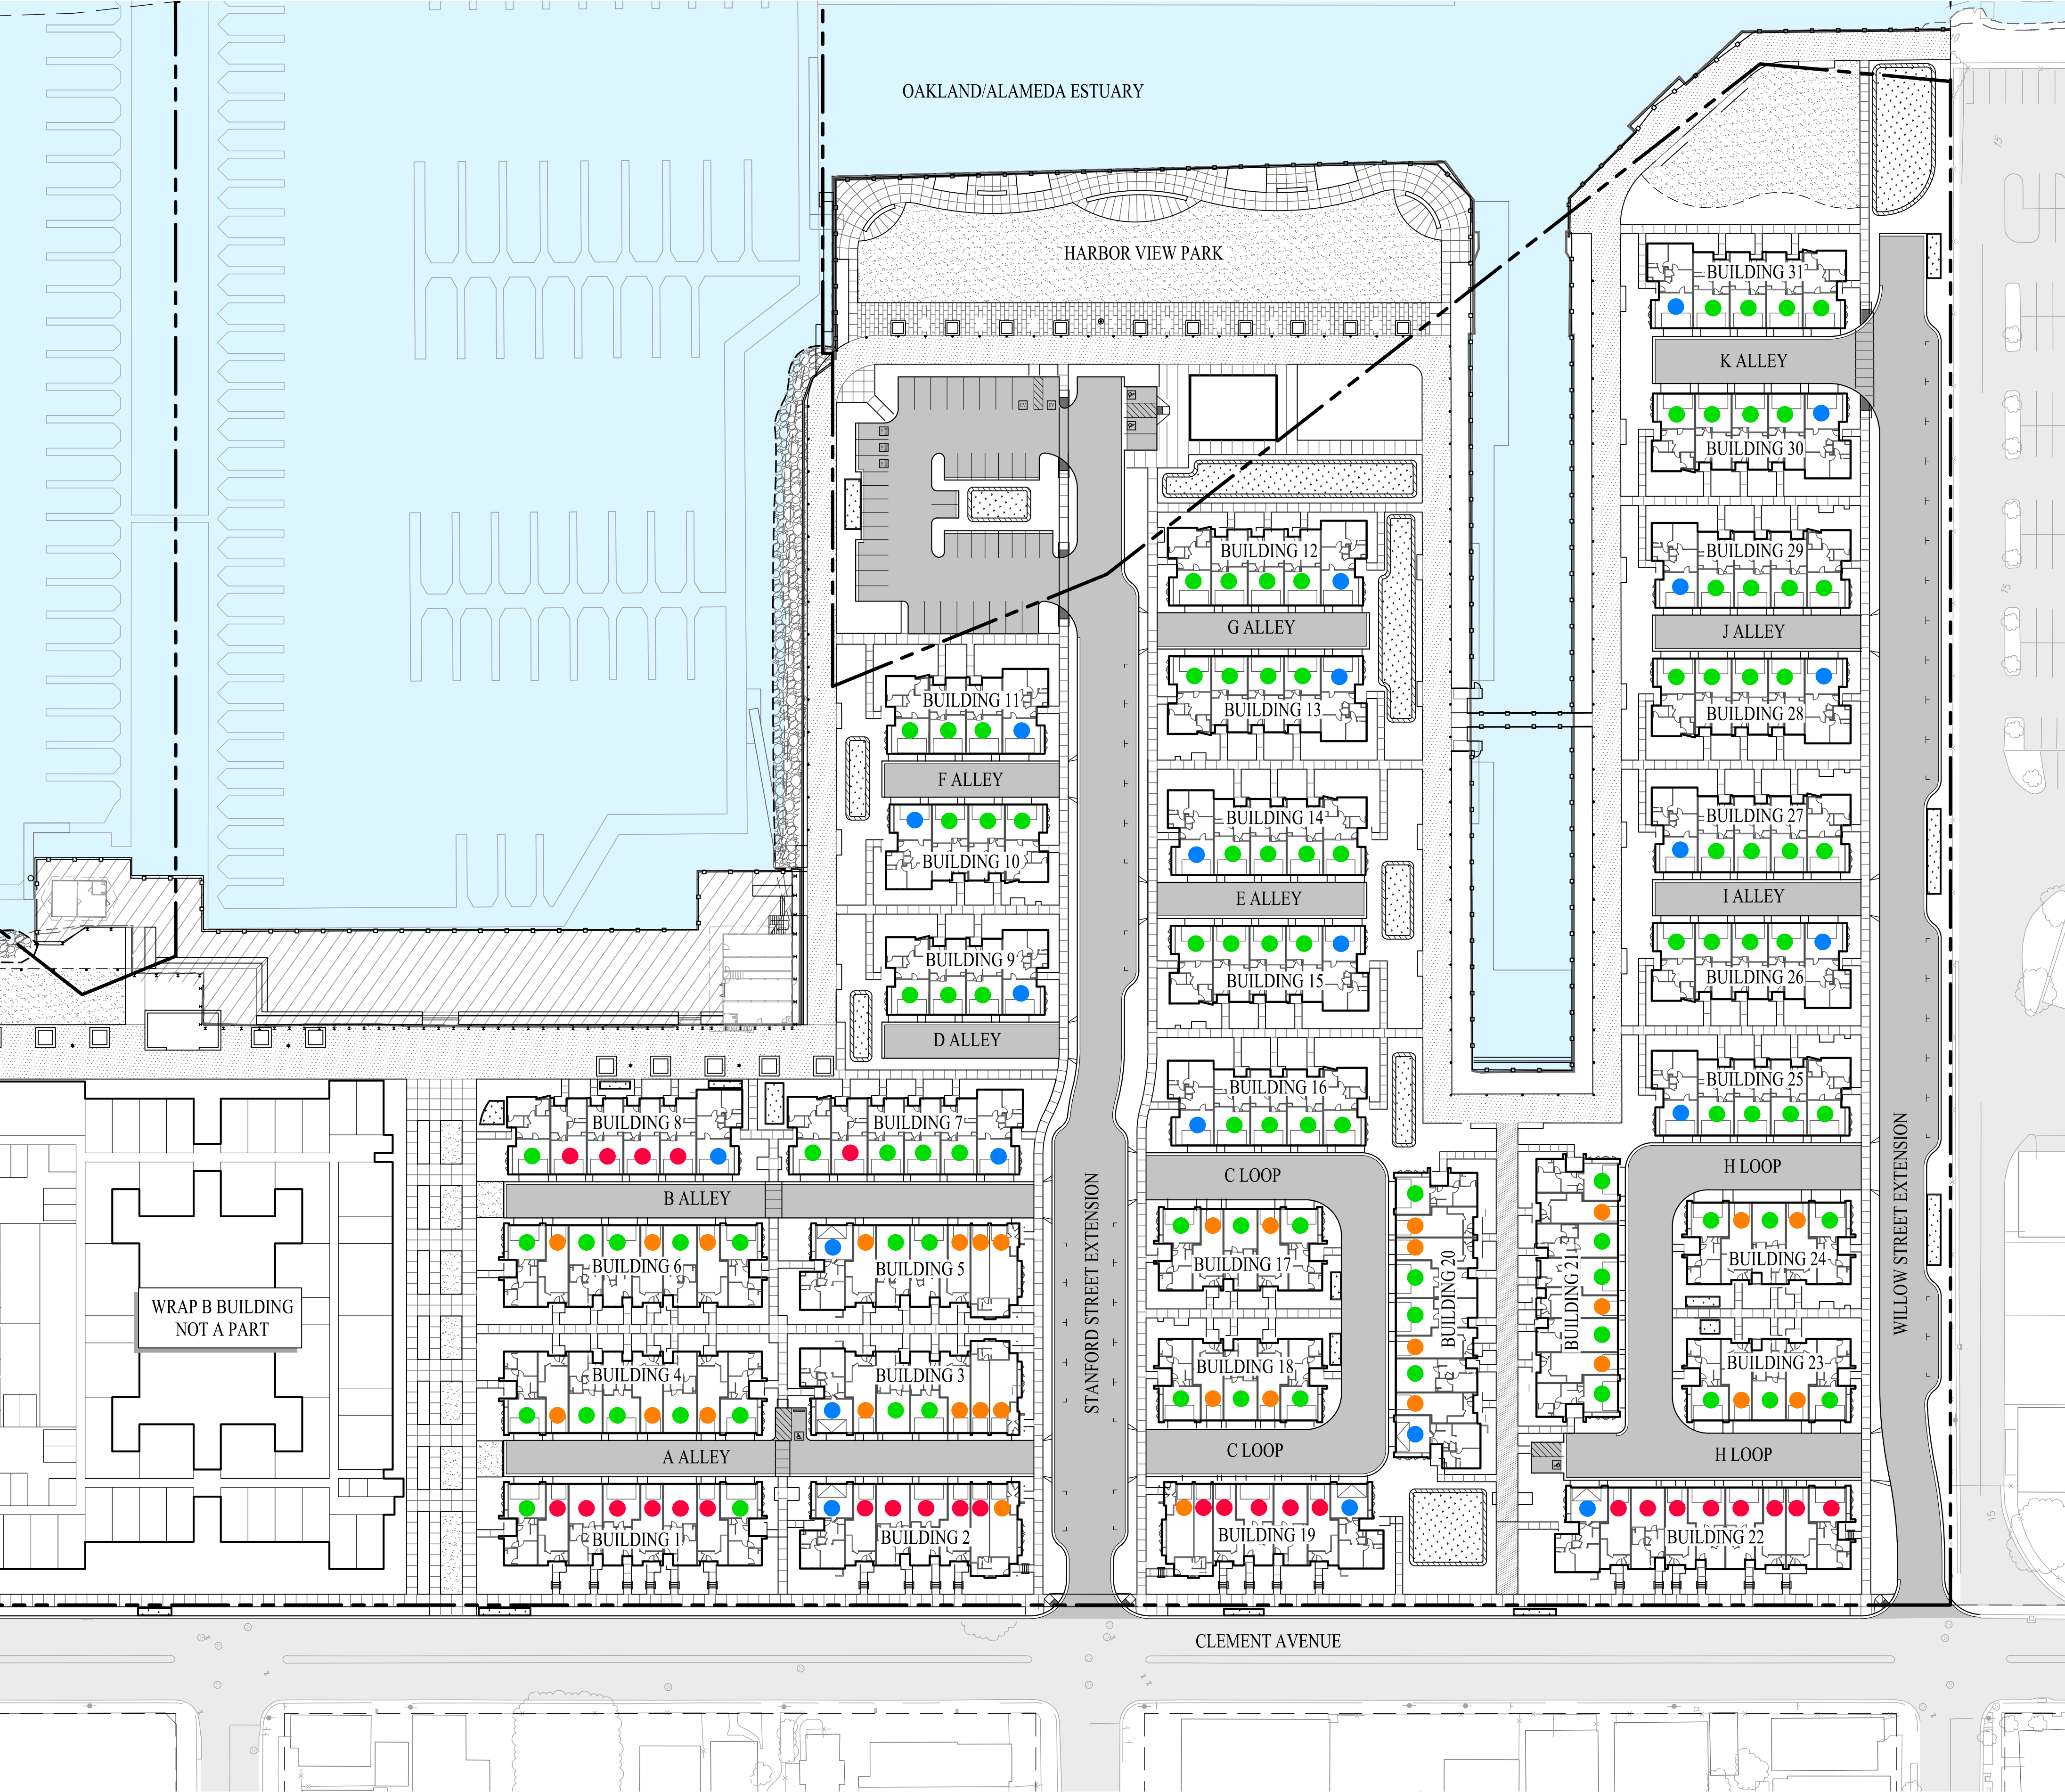 OAKLAND/ALAMEDA ESTUARY
HARBOR VIEW PARK
BUILDING 31
K ALLEY
BUILDING 30
BUILDING 12
BUILDING 29
G ALLEY
J ALLEY
BUILDING 11
BUILDING 13
BUILDING 28
F ALLEY
BUILDING 14
BUILDING 27
BUILDING 10
E ALLEY
I ALLEY
BUILDING 9
BUILDING 15
BUILDING 26
D ALLEY
BUILDING 16
BUILDING 25
BUILDING 8
BUILDING 7
C LOOP
H LOOP
B ALLEY
STANFORD STREET EXTENSION
WILLOW STREET EXTENSION
BUILDING 6
BUILDING 5
BUILDING 17
BUILDING 20
BUILDING 21
BUILDING 24
WRAP B BUILDING
NOT A PART
BUILDING 4
BUILDING 3
BUILDING 18
BUILDING 23
A ALLEY
C LOOP
H LOOP
BUILDING 1
BUILDING 2
BUILDING 19
BUILDING 22
CLEMENT AVENUE
15
15
15